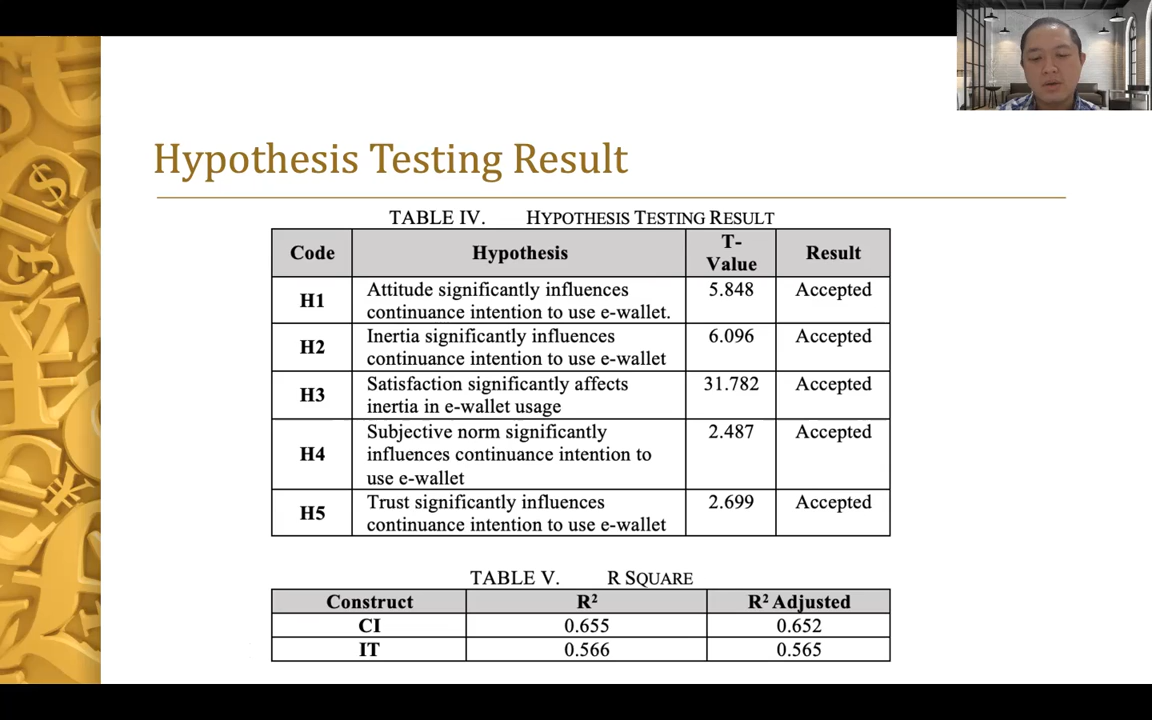 Hypothesis Testing Result
TABLE IV. HYPOTHESIS TESTING RESULT
Code Hypothesis T-Value Result
H1 Attitude significantly influences continuance intention to use e-wallet. 5.848 Accepted
H2 Inertia significantly influences continuance intention to use e-wallet 6.096 Accepted
H3 Satisfaction significantly affects inertia in e-wallet usage 31.782 Accepted
H4 Subjective norm significantly influences continuance intention to use e-wallet 2.487 Accepted
H5 Trust significantly influences continuance intention to use e-wallet 2.699 Accepted
TABLE V. R SQUARE
Construct R² R² Adjusted
CI 0.655 0.652
IT 0.566 0.565